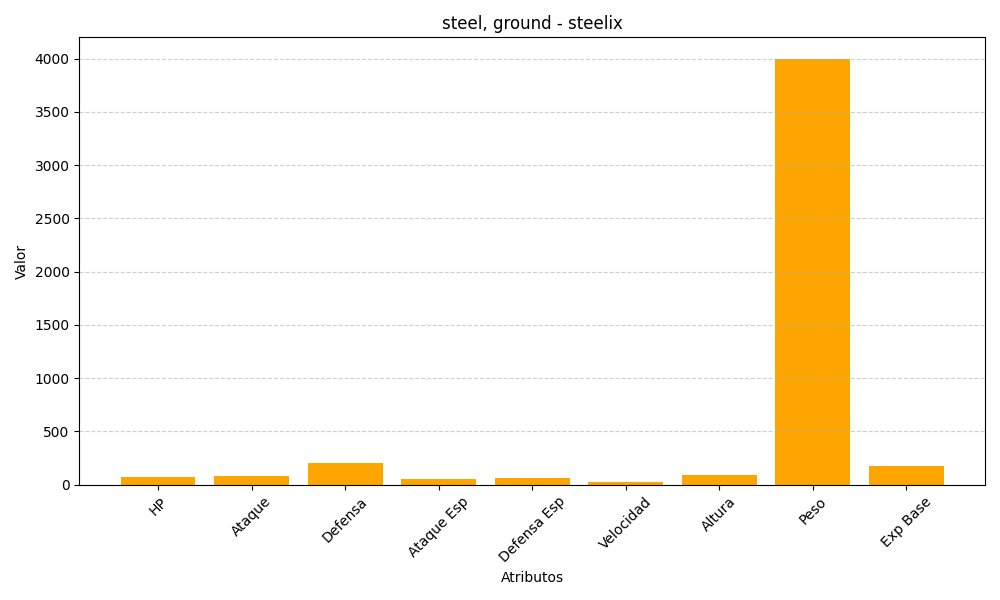 steel, ground - steelix
Valor
4000
3500
3000
2500
2000
1500
1000
500
0
HP
Ataque
Defensa
Ataque Esp
Defensa Esp
Velocidad
Altura
Peso
Exp Base
Atributos